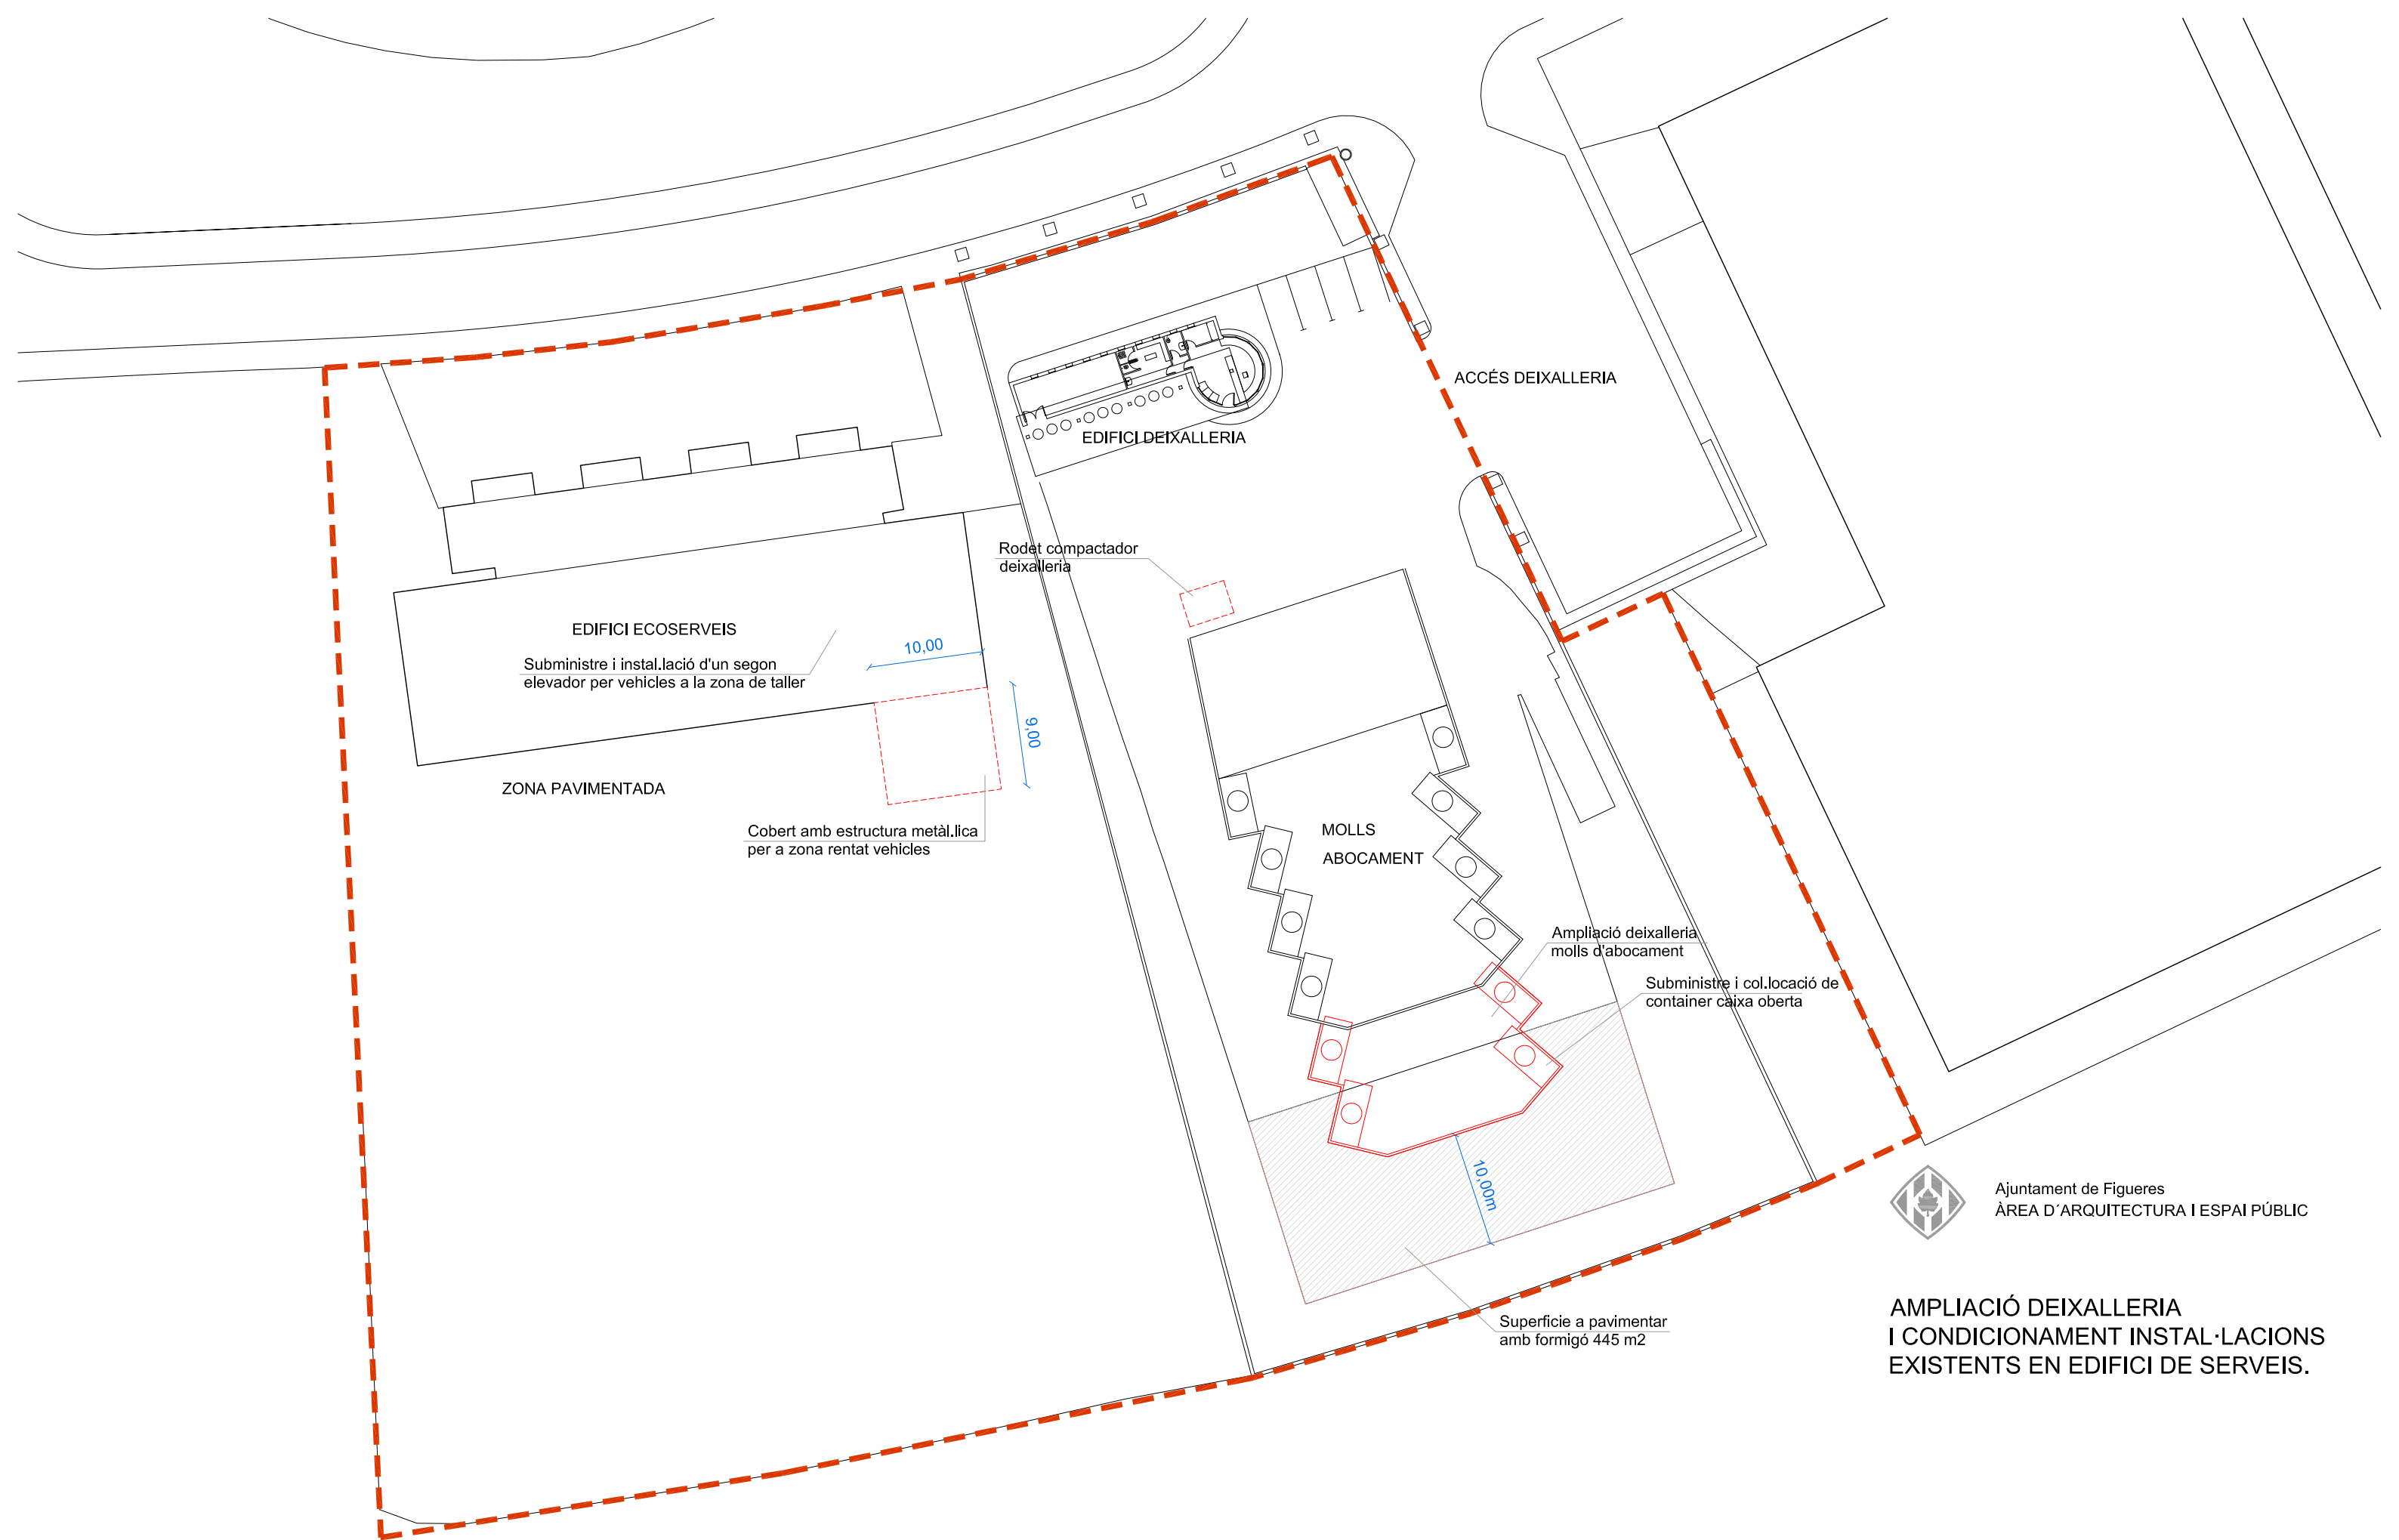 ACCÉS DEIXALLERIA
EDIFICI DEIXALLERIA
Rodet compactador
deixalleria
EDIFICI ECOSERVEIS
Subministre i instal.lació d'un segon
elevador per vehicles a la zona de taller
10,00
9,00
ZONA PAVIMENTADA
Cobert amb estructura metàl.lica
per a zona rentat vehicles
MOLLS
ABOCAMENT
Ampliació deixalleria
molls d'abocament
Subministre i col.locació de
container caixa oberta
10,00m
Superficie a pavimentar
amb formigó 445 m2
Ajuntament de Figueres
ÀREA D´ARQUITECTURA I ESPAI PÚBLIC
AMPLIACIÓ DEIXALLERIA
I CONDICIONAMENT INSTAL·LACIONS
EXISTENTS EN EDIFICI DE SERVEIS.